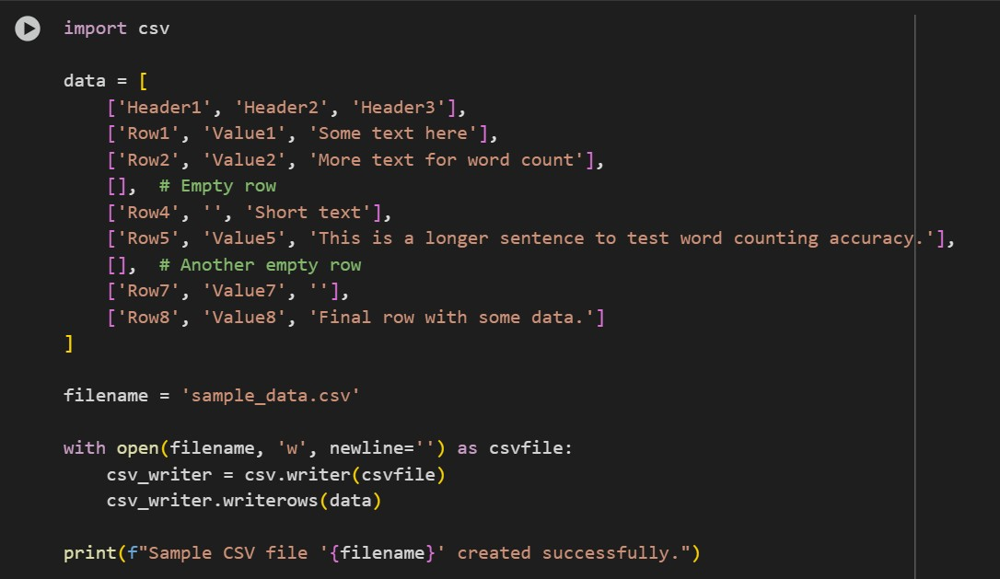 import csv

data = [
    ['Header1', 'Header2', 'Header3'],
    ['Row1', 'Value1', 'Some text here'],
    ['Row2', 'Value2', 'More text for word count'],
    [],  # Empty row
    ['Row4', '', 'Short text'],
    ['Row5', 'Value5', 'This is a longer sentence to test word counting accuracy.'],
    [],  # Another empty row
    ['Row7', 'Value7', ''],
    ['Row8', 'Value8', 'Final row with some data.']
]

filename = 'sample_data.csv'

with open(filename, 'w', newline='') as csvfile:
    csv_writer = csv.writer(csvfile)
    csv_writer.writerows(data)

print(f"Sample CSV file '{filename}' created successfully.")